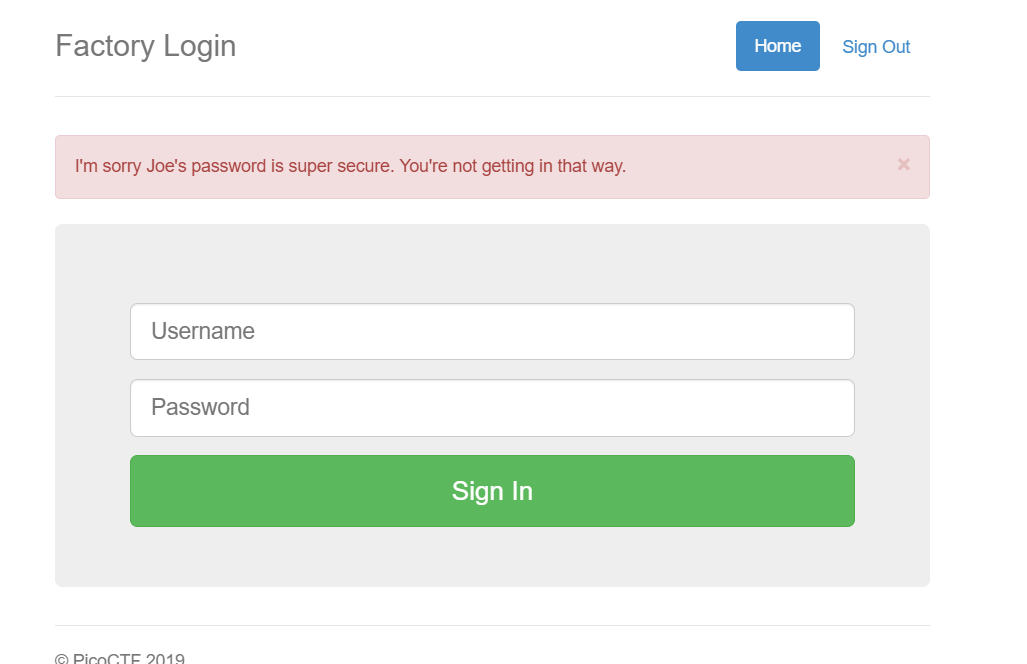 Factory Login
Home
Sign Out
I'm sorry Joe's password is super secure. You're not getting in that way.
×
Username
Password
Sign In
© PicoCTF 2019